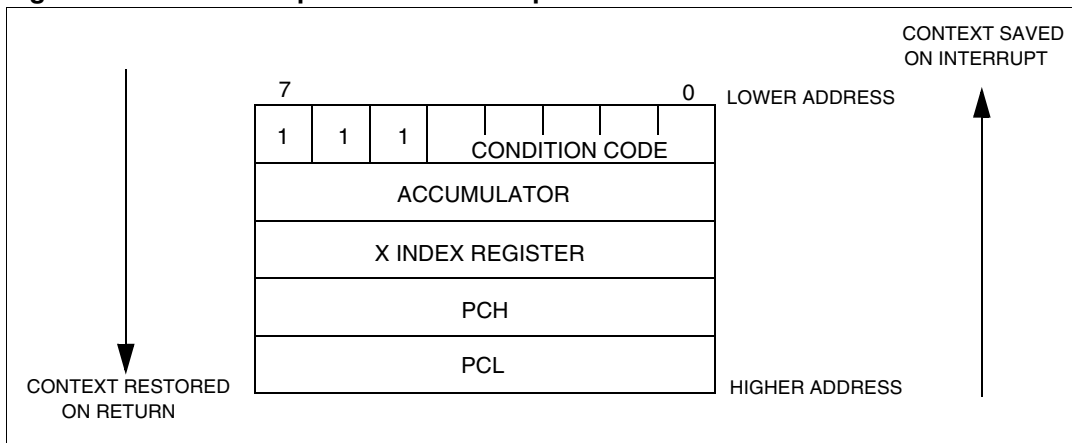 CONTEXT SAVED
ON INTERRUPT
7
0
LOWER ADDRESS
1
1
1
CONDITION CODE
ACCUMULATOR
X INDEX REGISTER
PCH
PCL
CONTEXT RESTORED
ON RETURN
HIGHER ADDRESS